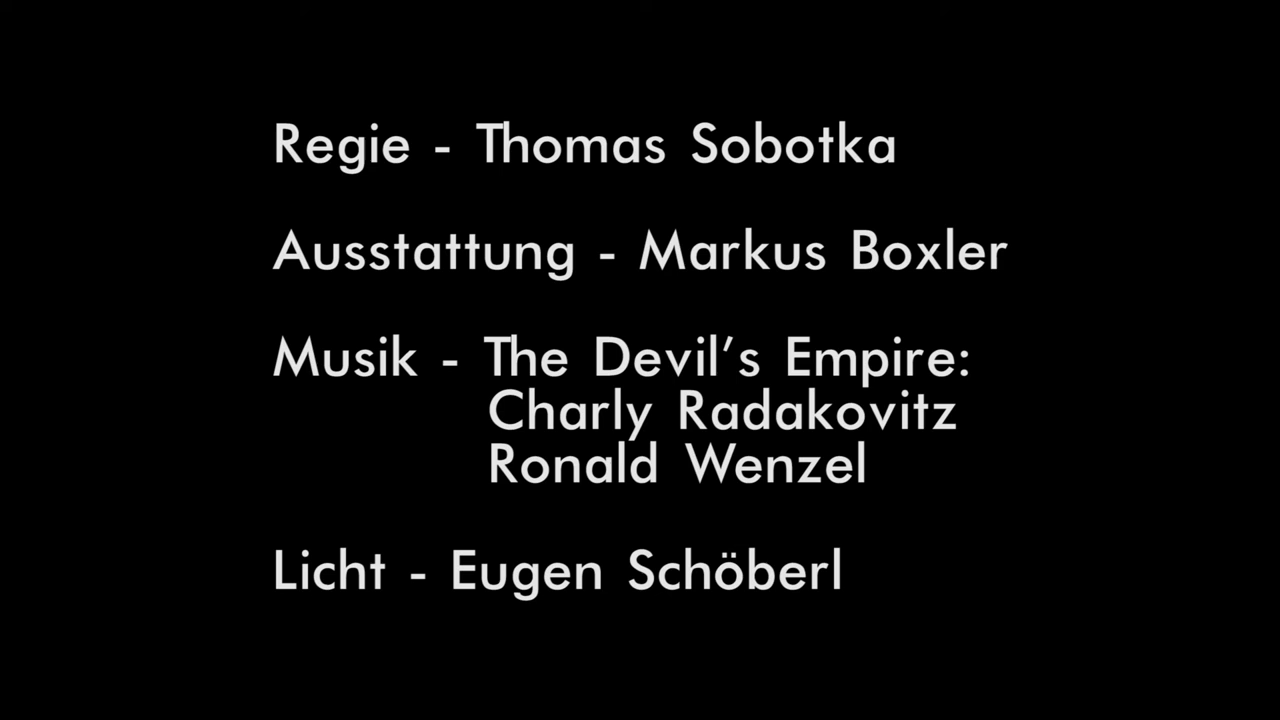 Regie - Thomas Sobotka
Ausstattung - Markus Boxler
Musik - The Devil’s Empire:
Charly Radakovitz
Ronald Wenzel
Licht - Eugen Schöberl